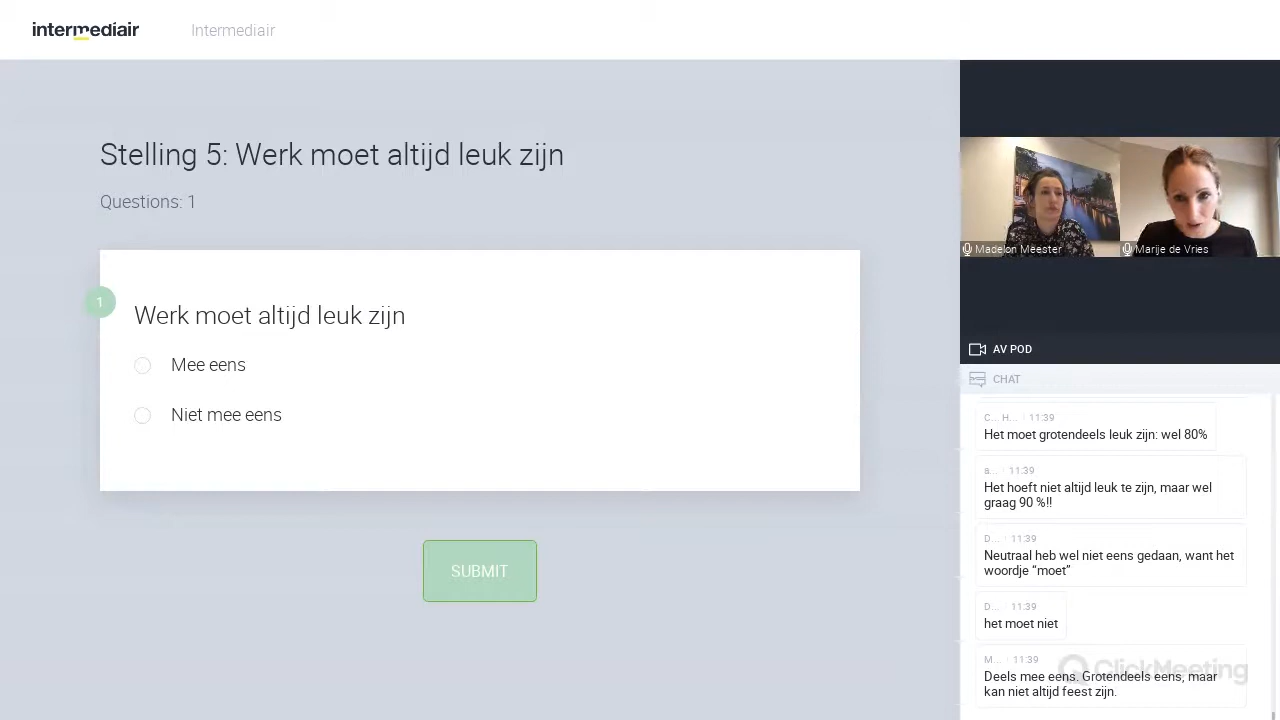 intermediair
Intermediair
Stelling 5: Werk moet altijd leuk zijn
Questions: 1
1
Werk moet altijd leuk zijn
Mee eens
Niet mee eens
SUBMIT
Madelon Meester
Marije de Vries
AV POD
CHAT
C... H... 11:39
Het moet grotendeels leuk zijn: wel 80%
a... 11:39
Het hoeft niet altijd leuk te zijn, maar wel
graag 90 %!!
D... 11:39
Neutraal heb wel niet eens gedaan, want het
woordje “moet”
D... 11:39
het moet niet
M... 11:39
ClickMeeting
Deels mee eens. Grotendeels eens, maar
kan niet altijd feest zijn.